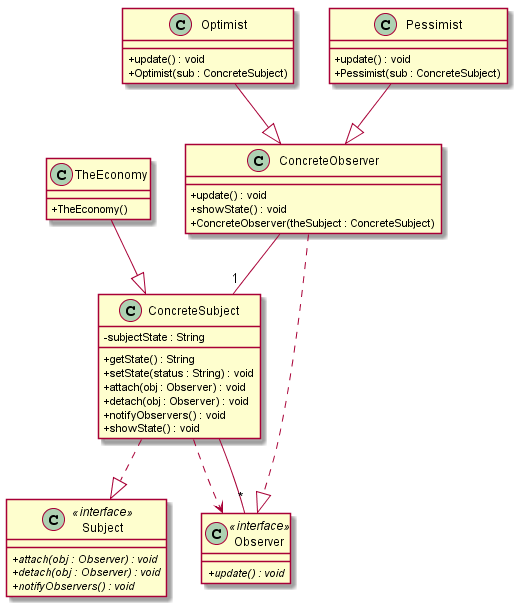 C Optimist
+update() : void
+Optimist(sub : ConcreteSubject)
C Pessimist
+update() : void
+Pessimist(sub : ConcreteSubject)
C ConcreteObserver
+update() : void
+showState() : void
+ConcreteObserver(theSubject : ConcreteSubject)
C TheEconomy
+TheEconomy()
1
C ConcreteSubject
-subjectState : String
+getState() : String
+setState(status : String) : void
+attach(obj : Observer) : void
+detach(obj : Observer) : void
+notifyObservers() : void
+showState() : void
*
C «interface»
Subject
+attach(obj : Observer) : void
+detach(obj : Observer) : void
+notifyObservers() : void
C «interface»
Observer
+update() : void